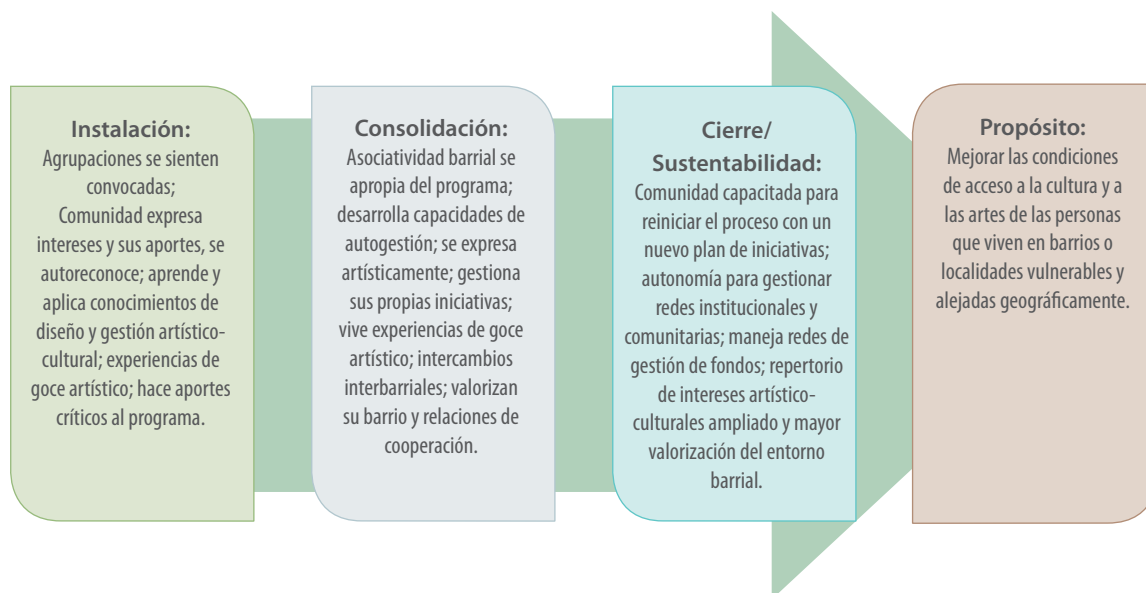 Instalación:
Agrupaciones se sienten
convocadas;
Comunidad expresa
intereses y sus aportes, se
autoreconoce; aprende y
aplica conocimientos de
diseño y gestión artístico-
cultural; experiencias de
goce artístico; hace aportes
críticos al programa.
Consolidación:
Asociatividad barrial se
apropia del programa;
desarrolla capacidades de
autogestión; se expresa
artísticamente; gestiona
sus propias iniciativas;
vive experiencias de goce
artístico; intercambios
interbarriales; valorizan
su barrio y relaciones de
cooperación.
Cierre/
Sustentabilidad:
Comunidad capacitada para
reiniciar el proceso con un
nuevo plan de iniciativas;
autonomía para gestionar
redes institucionales y
comunitarias; maneja redes de
gestión de fondos; repertorio
de intereses artístico-
culturales ampliado y mayor
valorización del entorno
barrial.
Propósito:
Mejorar las condiciones
de acceso a la cultura y a
las artes de las personas
que viven en barrios o
localidades vulnerables y
alejadas geográficamente.